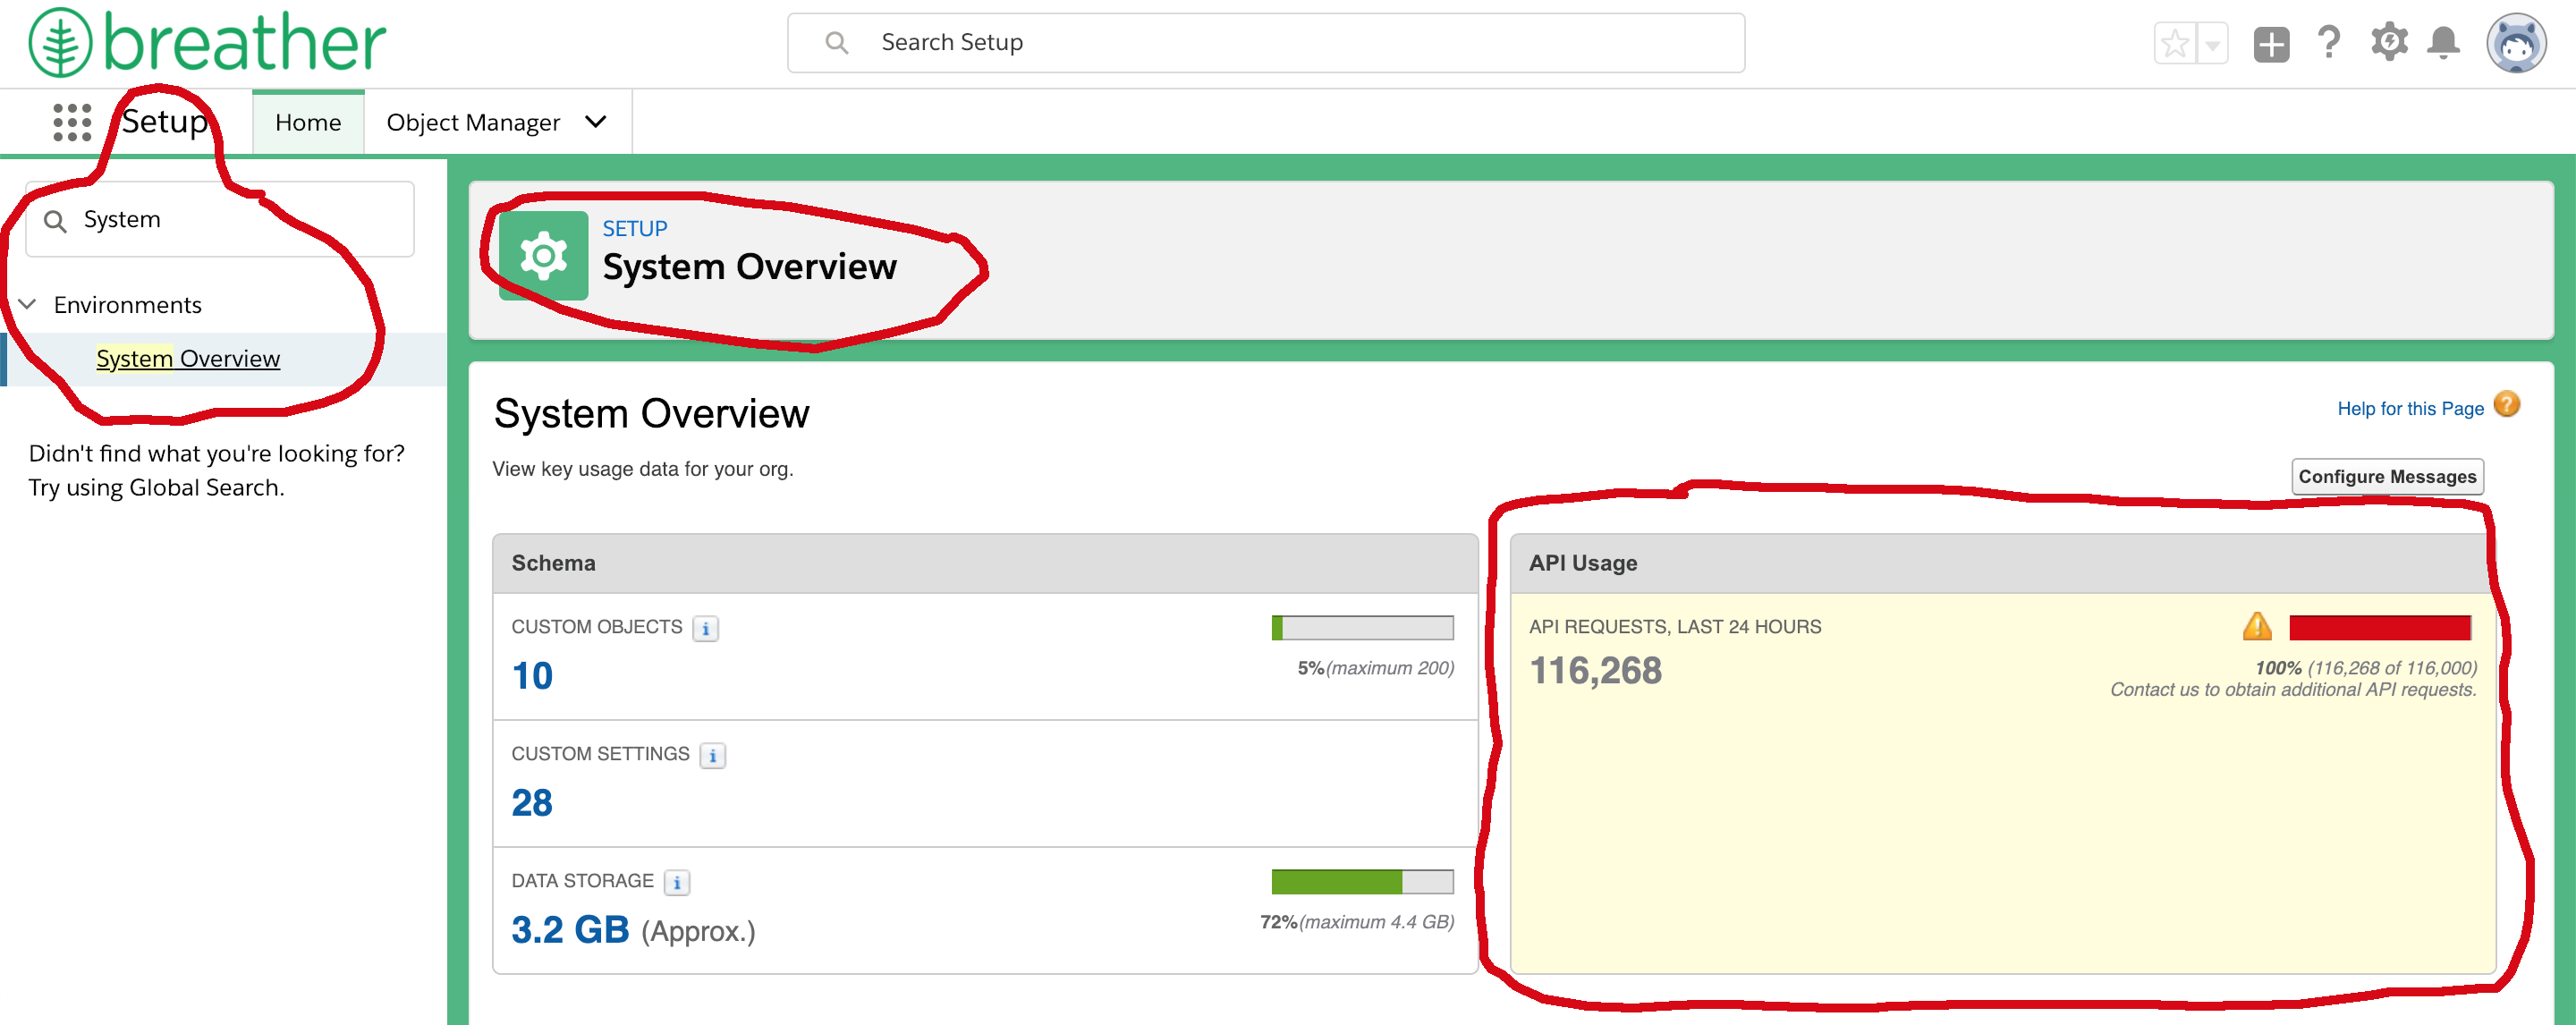 breather
Search Setup
Setup
Home
Object Manager
System
Environments
System Overview
Didn't find what you're looking for?
Try using Global Search.
SETUP
System Overview
System Overview
Help for this Page
View key usage data for your org.
Configure Messages
Schema
CUSTOM OBJECTS
10
5%(maximum 200)
CUSTOM SETTINGS
28
DATA STORAGE
3.2 GB (Approx.)
72%(maximum 4.4 GB)
API Usage
API REQUESTS, LAST 24 HOURS
116,268
100% (116,268 of 116,000)
Contact us to obtain additional API requests.